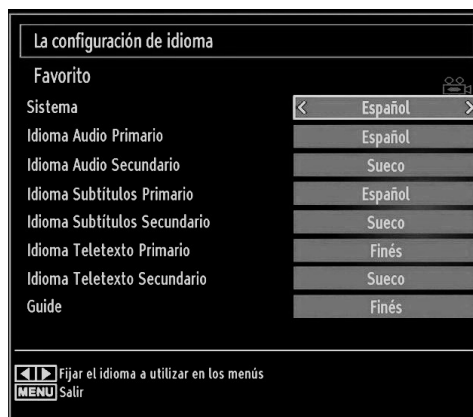 La configuración de idioma
Favorito
Sistema < Español >
Idioma Audio Primario Español
Idioma Audio Secundario Sueco
Idioma Subtítulos Primario Español
Idioma Subtítulos Secundario Sueco
Idioma Teletexto Primario Finés
Idioma Teletexto Secundario Sueco
Guide Finés
Fijar el idioma a utilizar en los menús
MENU Salir